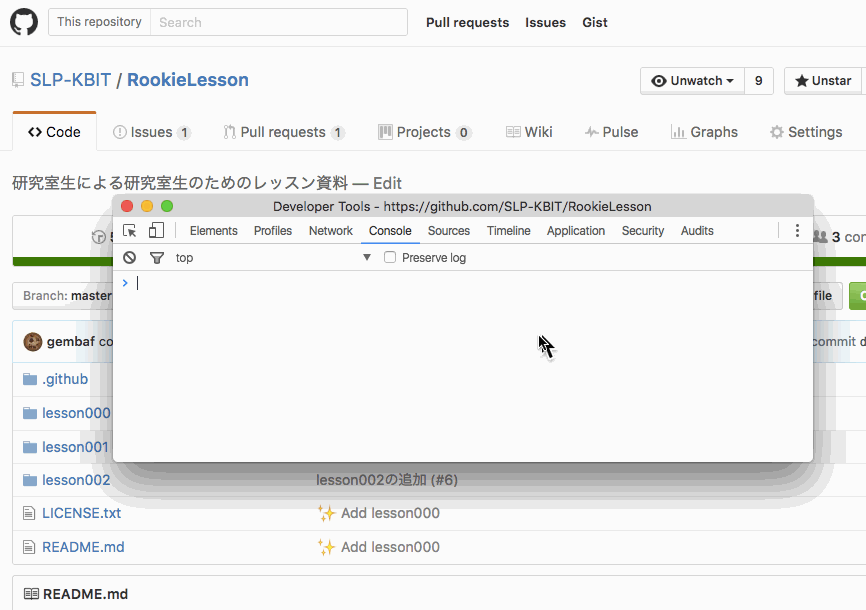 This repository Search Pull requests Issues Gist
SLP-KBIT / RookieLesson Unwatch 9 Unstar
Code Issues 1 Pull requests 1 Projects 0 Wiki Pulse Graphs Settings
研究室生による研究室生のためのレッスン資料 — Edit
Developer Tools - https://github.com/SLP-KBIT/RookieLesson
Elements Profiles Network Console Sources Timeline Application Security Audits
top Preserve log
3
Branch: master
file
gembaf
commit
.github
lesson000
lesson001
lesson002 lesson002の追加 (#6)
LICENSE.txt ✨ Add lesson000
README.md ✨ Add lesson000
README.md